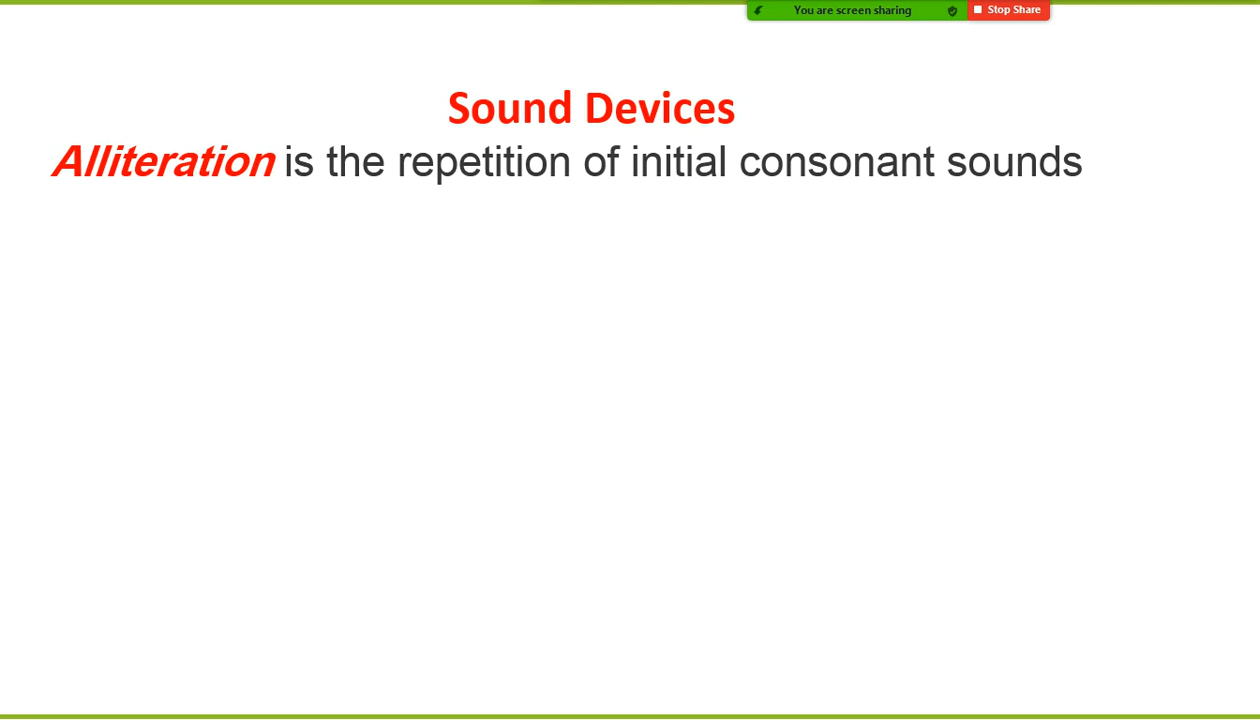 You are screen sharing
Stop Share
Sound Devices
Alliteration is the repetition of initial consonant sounds